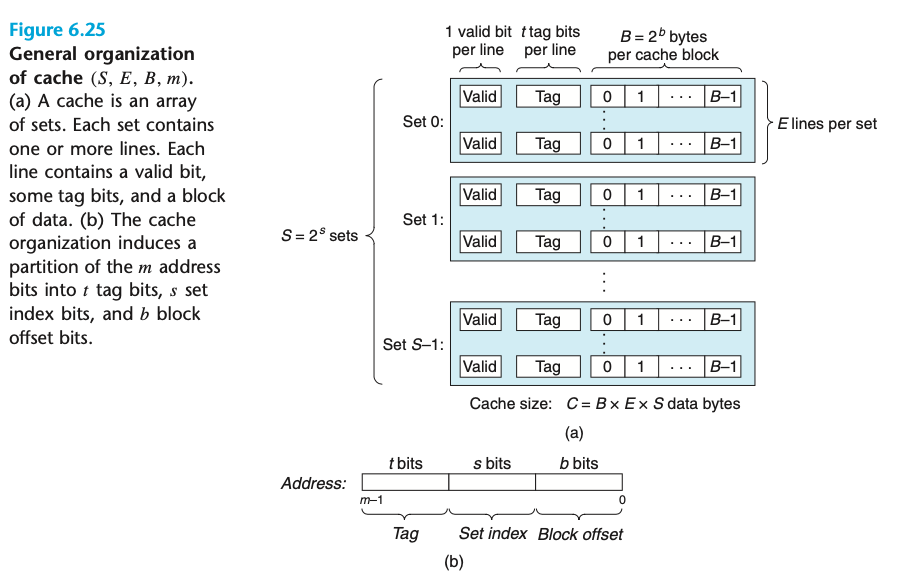 Figure 6.25
General organization
of cache (S, E, B, m).
(a) A cache is an array
of sets. Each set contains
one or more lines. Each
line contains a valid bit,
some tag bits, and a block
of data. (b) The cache
organization induces a
partition of the m address
bits into t tag bits, s set
index bits, and b block
offset bits.
1 valid bit per line
t tag bits per line
B = 2^b bytes per cache block
Set 0:
Valid Tag 0 1 · · · B–1
Valid Tag 0 1 · · · B–1
E lines per set
Set 1:
Valid Tag 0 1 · · · B–1
Valid Tag 0 1 · · · B–1
S = 2^s sets
Set S–1:
Valid Tag 0 1 · · · B–1
Valid Tag 0 1 · · · B–1
Cache size: C = B × E × S data bytes
(a)
t bits s bits b bits
Address:
m–1 0
Tag Set index Block offset
(b)